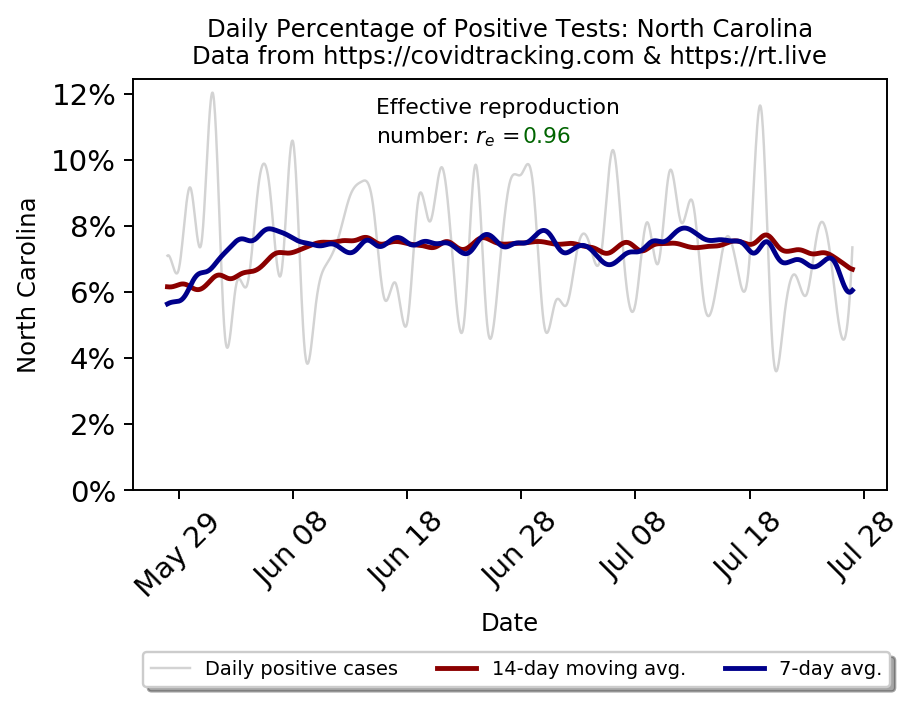 Daily Percentage of Positive Tests: North Carolina
Data from https://covidtracking.com & https://rt.live
Effective reproduction
number: rₑ =0.96
12%
10%
8%
6%
4%
2%
0%
North Carolina
May 29
Jun 08
Jun 18
Jun 28
Jul 08
Jul 18
Jul 28
Date
Daily positive cases
14-day moving avg.
7-day avg.